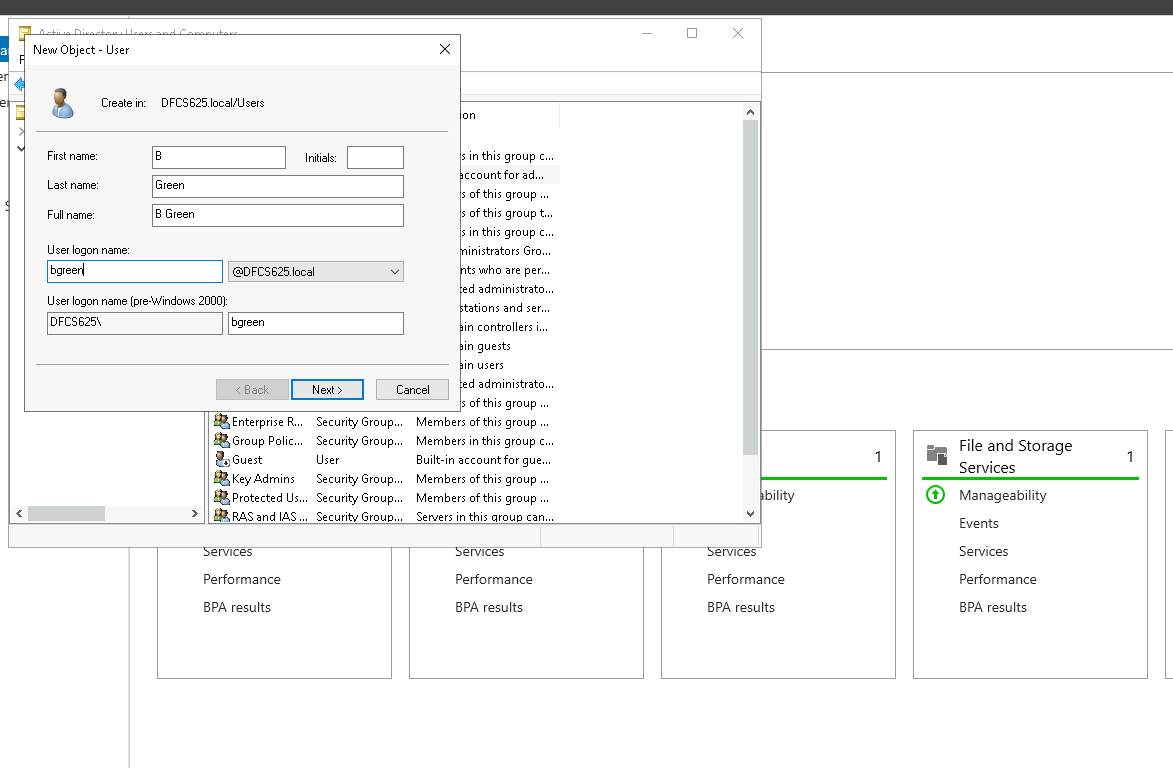 Active Directory Users and Computers
New Object - User
Create in: DFCS625.local/Users
First name: B Initials:
Last name: Green
Full name: B Green
User logon name:
bgreen @DFCS625.local
User logon name (pre-Windows 2000):
DFCS625\ bgreen
< Back Next > Cancel
s in this group c...
account for ad...
s of this group ...
s of this group t...
s in this group c...
ministrators Gro...
nts who are per...
ted administrato...
stations and ser...
ain controllers i...
ain guests
ain users
ted administrato...
s of this group ...
Enterprise R... Security Group... Members of this group ...
Group Polic... Security Group... Members in this group c...
Guest User Built-in account for gue...
Key Admins Security Group... Members of this group ...
Protected Us... Security Group... Members of this group ...
RAS and IAS ... Security Group... Servers in this group can...
Services
Performance
BPA results
Services
Performance
BPA results
1
ability
Services
Performance
BPA results
File and Storage
Services 1
Manageability
Events
Services
Performance
BPA results